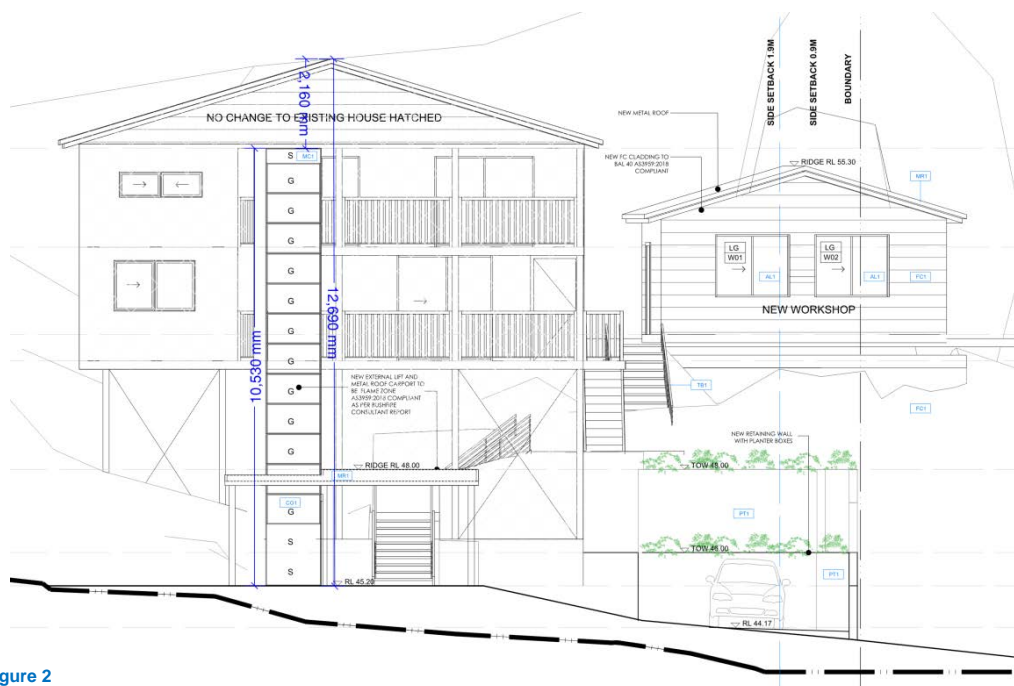 SIDE SETBACK 1.9M
SIDE SETBACK 0.9M
BOUNDARY
2,160 mm
NO CHANGE TO EXISTING HOUSE HATCHED
NEW METAL ROOF
NEW FC CLADDING TO
BAL 40 AS3959:2018
COMPLIANT
RIDGE RL 55.30
MR1
S
MC1
G
G
G
G
G
G
G
G
G
G
G
S
S
10,530 mm
12,690 mm
LG
W01
AL1
LG
W02
AL1
FC1
NEW WORKSHOP
NEW EXTERNAL LIFT AND
METAL ROOF CARPORT TO
BE FLAME ZONE
AS3959:2018 COMPLIANT
AS PER BUSHFIRE
CONSULTANT REPORT
TB1
FC1
NEW RETAINING WALL
WITH PLANTER BOXES
RIDGE RL 48.00
MR1
TOW 48.00
CO1
PT1
TOW 46.00
PT1
RL 45.20
RL 44.17
gure 2